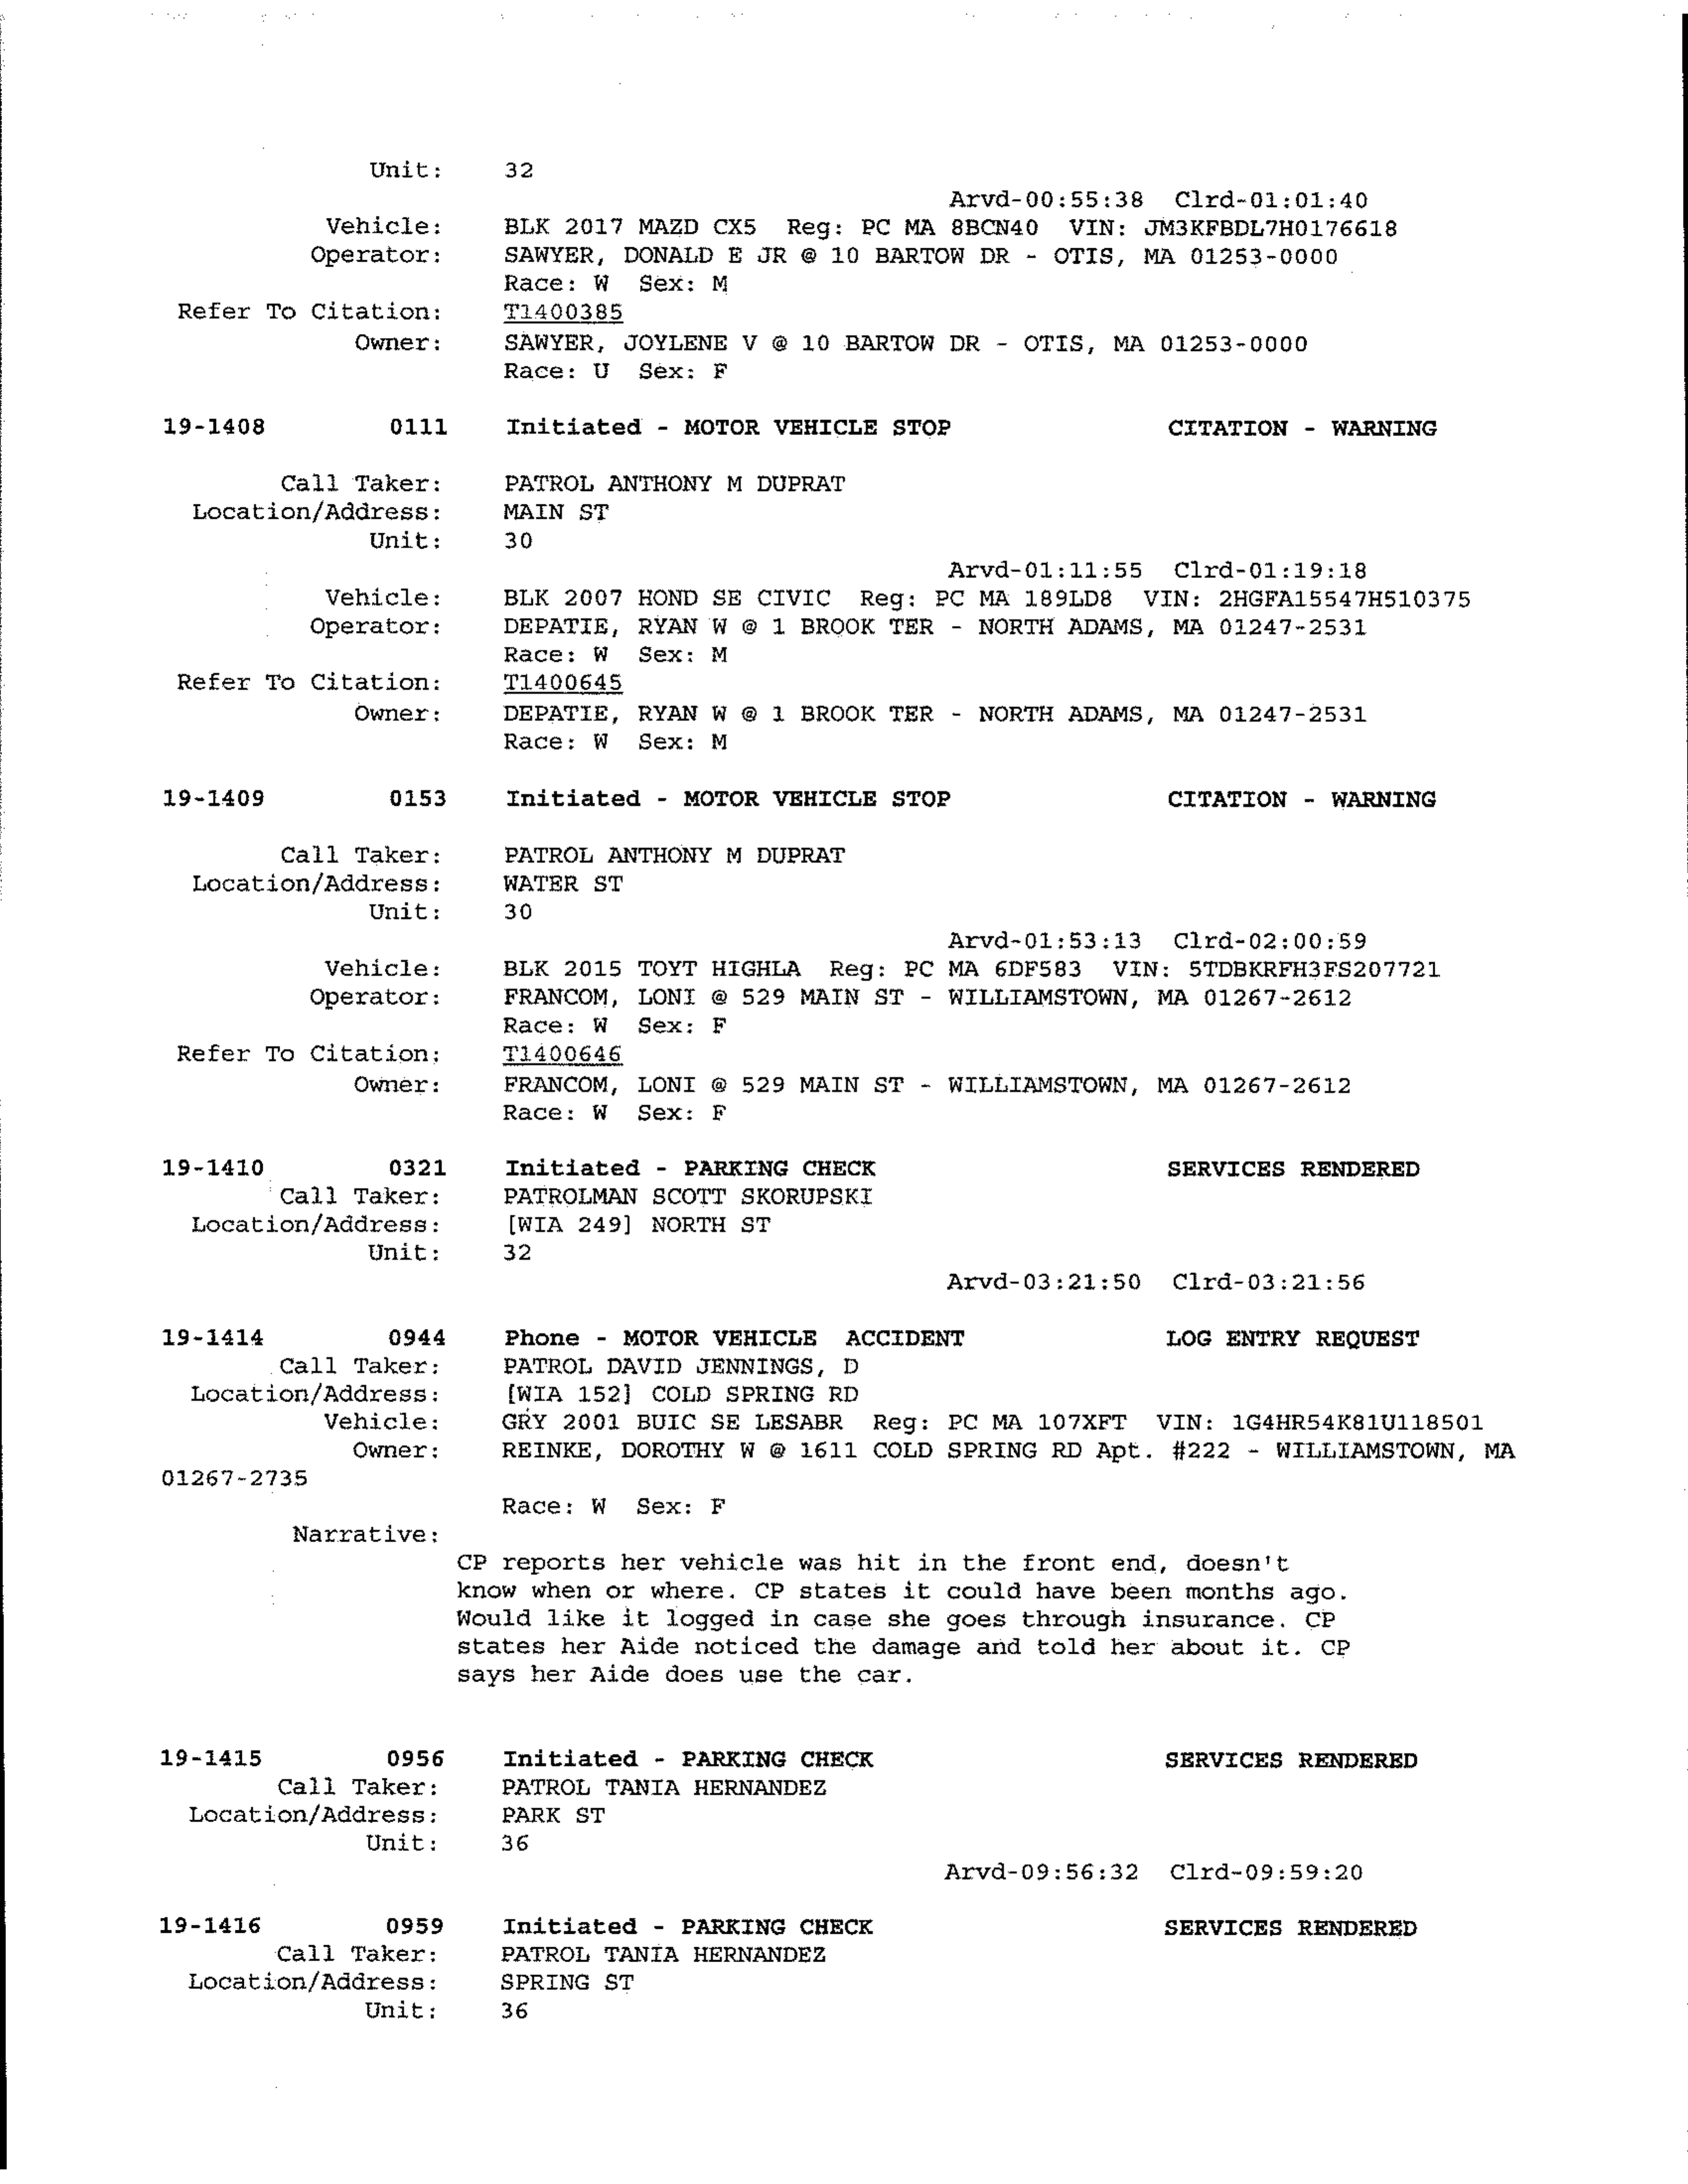 Unit: 32
Arvd-00:55:38 Clrd-01:01:40
Vehicle: BLK 2017 MAZD CX5 Reg: PC MA 8BCN40 VIN: JM3KFBDL7H0176618
Operator: SAWYER, DONALD E JR @ 10 BARTOW DR - OTIS, MA 01253-0000
Race: W Sex: M
Refer To Citation: T1400385
Owner: SAWYER, JOYLENE V @ 10 BARTOW DR - OTIS, MA 01253-0000
Race: U Sex: F
19-1408 0111 Initiated - MOTOR VEHICLE STOP CITATION - WARNING
Call Taker: PATROL ANTHONY M DUPRAT
Location/Address: MAIN ST
Unit: 30
Arvd-01:11:55 Clrd-01:19:18
Vehicle: BLK 2007 HOND SE CIVIC Reg: PC MA 189LD8 VIN: 2HGFA15547H510375
Operator: DEPATIE, RYAN W @ 1 BROOK TER - NORTH ADAMS, MA 01247-2531
Race: W Sex: M
Refer To Citation: T1400645
Owner: DEPATIE, RYAN W @ 1 BROOK TER - NORTH ADAMS, MA 01247-2531
Race: W Sex: M
19-1409 0153 Initiated - MOTOR VEHICLE STOP CITATION - WARNING
Call Taker: PATROL ANTHONY M DUPRAT
Location/Address: WATER ST
Unit: 30
Arvd-01:53:13 Clrd-02:00:59
Vehicle: BLK 2015 TOYT HIGHLA Reg: PC MA 6DF583 VIN: 5TDBKRFH3FS207721
Operator: FRANCOM, LONI @ 529 MAIN ST - WILLIAMSTOWN, MA 01267-2612
Race: W Sex: F
Refer To Citation: T1400646
Owner: FRANCOM, LONI @ 529 MAIN ST - WILLIAMSTOWN, MA 01267-2612
Race: W Sex: F
19-1410 0321 Initiated - PARKING CHECK SERVICES RENDERED
Call Taker: PATROLMAN SCOTT SKORUPSKI
Location/Address: [WIA 249] NORTH ST
Unit: 32
Arvd-03:21:50 Clrd-03:21:56
19-1414 0944 Phone - MOTOR VEHICLE ACCIDENT LOG ENTRY REQUEST
Call Taker: PATROL DAVID JENNINGS, D
Location/Address: [WIA 152] COLD SPRING RD
Vehicle: GRY 2001 BUIC SE LESABR Reg: PC MA 107XFT VIN: 1G4HR54K81U118501
Owner: REINKE, DOROTHY W @ 1611 COLD SPRING RD Apt. #222 - WILLIAMSTOWN, MA
01267-2735
Race: W Sex: F
Narrative:
CP reports her vehicle was hit in the front end, doesn't
know when or where. CP states it could have been months ago.
Would like it logged in case she goes through insurance. CP
states her Aide noticed the damage and told her about it. CP
says her Aide does use the car.
19-1415 0956 Initiated - PARKING CHECK SERVICES RENDERED
Call Taker: PATROL TANIA HERNANDEZ
Location/Address: PARK ST
Unit: 36
Arvd-09:56:32 Clrd-09:59:20
19-1416 0959 Initiated - PARKING CHECK SERVICES RENDERED
Call Taker: PATROL TANIA HERNANDEZ
Location/Address: SPRING ST
Unit: 36